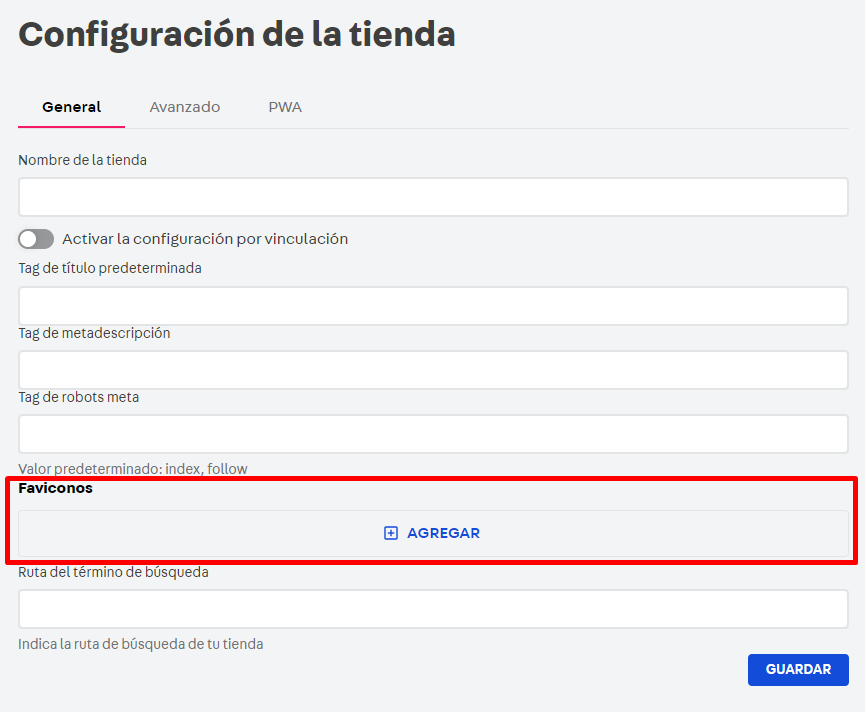 Configuración de la tienda
General Avanzado PWA
Nombre de la tienda
Activar la configuración por vinculación
Tag de título predeterminada
Tag de metadescripción
Tag de robots meta
Valor predeterminado: index, follow
Faviconos
AGREGAR
Ruta del término de búsqueda
Indica la ruta de búsqueda de tu tienda
GUARDAR